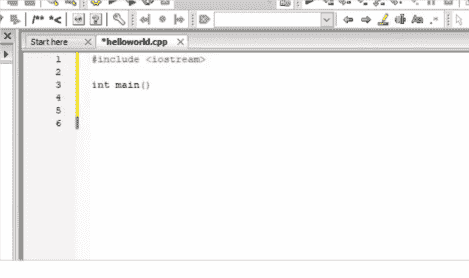 /** *<
Start here
*helloworld.cpp
1 #include <iostream>
2
3 int main()
4
5
6